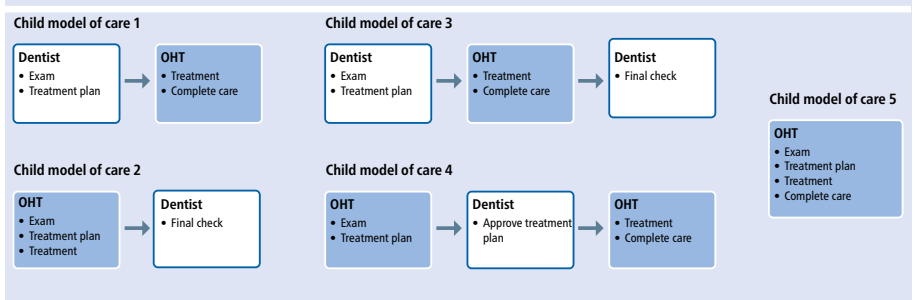 Child model of care 1
Dentist
• Exam
• Treatment plan
OHT
• Treatment
• Complete care
Child model of care 3
Dentist
• Exam
• Treatment plan
OHT
• Treatment
• Complete care
Dentist
• Final check
Child model of care 5
OHT
• Exam
• Treatment plan
• Treatment
• Complete care
Child model of care 2
OHT
• Exam
• Treatment plan
• Treatment
Dentist
• Final check
Child model of care 4
OHT
• Exam
• Treatment plan
Dentist
• Approve treatment
plan
OHT
• Treatment
• Complete care